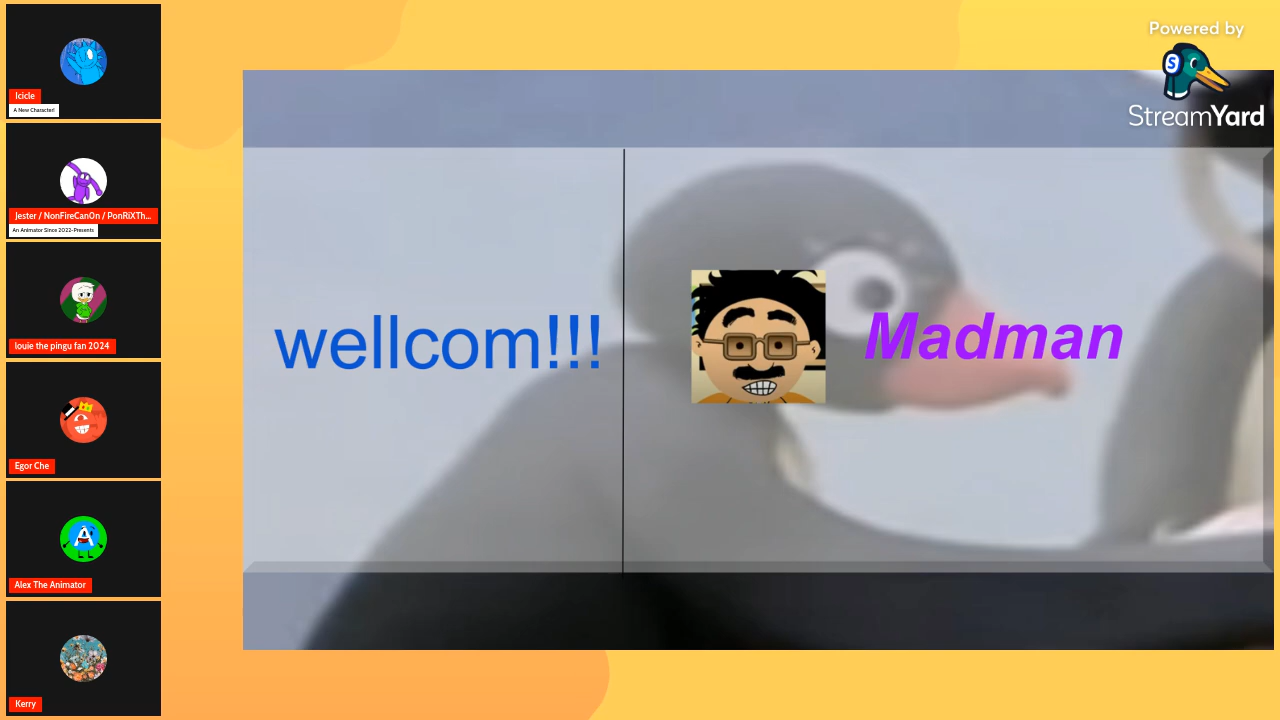 Icicle
A New Character!
Jester / NonFireCanOn / PonRiXTh...
An Animator Since 2022-Presents
louie the pingu fan 2024
Egor Che
Alex The Animator
Kerry
wellcom!!!
Madman
Powered by
S
StreamYard
A